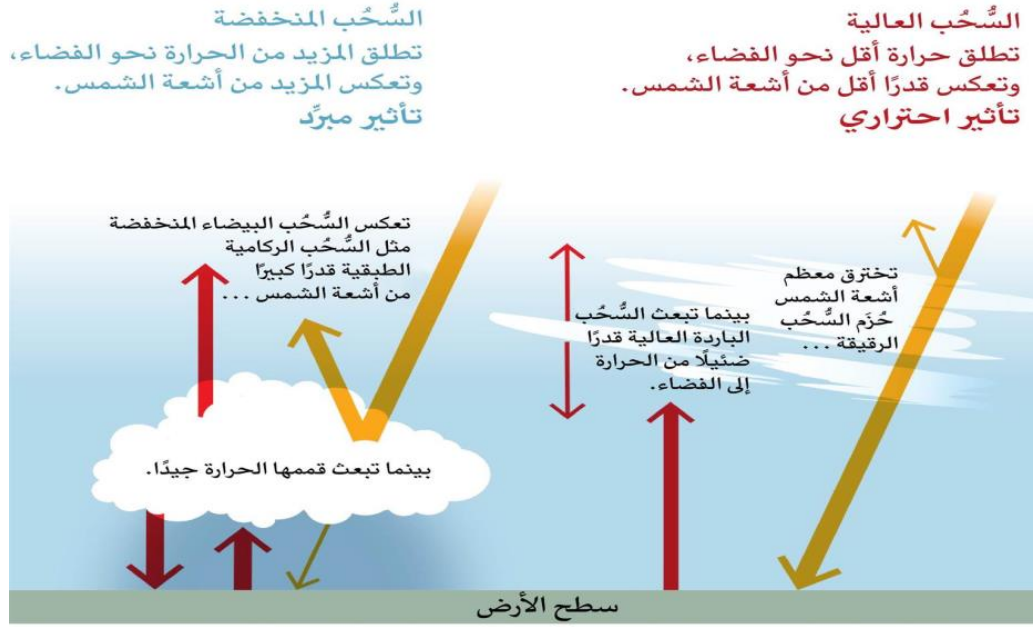 السُّحُب العالية
تطلق حرارة أقل نحو الفضاء،
وتعكس قدرًا أقل من أشعة الشمس.
تأثير احتراري
السُّحُب المنخفضة
تطلق المزيد من الحرارة نحو الفضاء،
وتعكس المزيد من أشعة الشمس.
تأثير مبرِّد
تخترق معظم
أشعة الشمس
حُزَم السُّحُب
الرقيقة ...
بينما تبعث السُّحُب
الباردة العالية قدرًا
ضئيلًا من الحرارة
إلى الفضاء.
تعكس السُّحُب البيضاء المنخفضة
مثل السُّحُب الركامية
الطبقية قدرًا كبيرًا
من أشعة الشمس ...
بينما تبعث قممها الحرارة جيدًا.
سطح الأرض